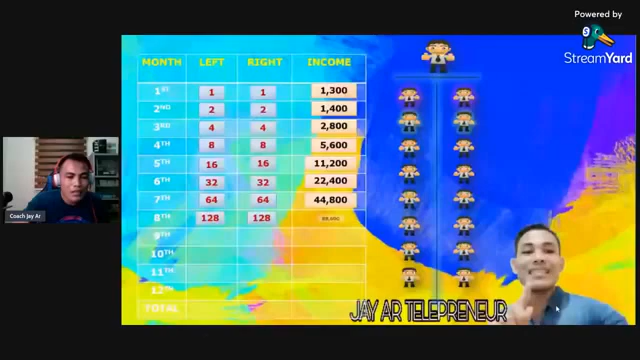 Powered by
StreamYard
MONTH LEFT RIGHT INCOME
1ST 1 1 1,300
2ND 2 2 1,400
3RD 4 4 2,800
4TH 8 8 5,600
5TH 16 16 11,200
6TH 32 32 22,400
7TH 64 64 44,800
8TH 128 128
9TH
10TH
11TH
12TH
TOTAL
Coach Jay Ar
JAY AR TELEPRENEUR